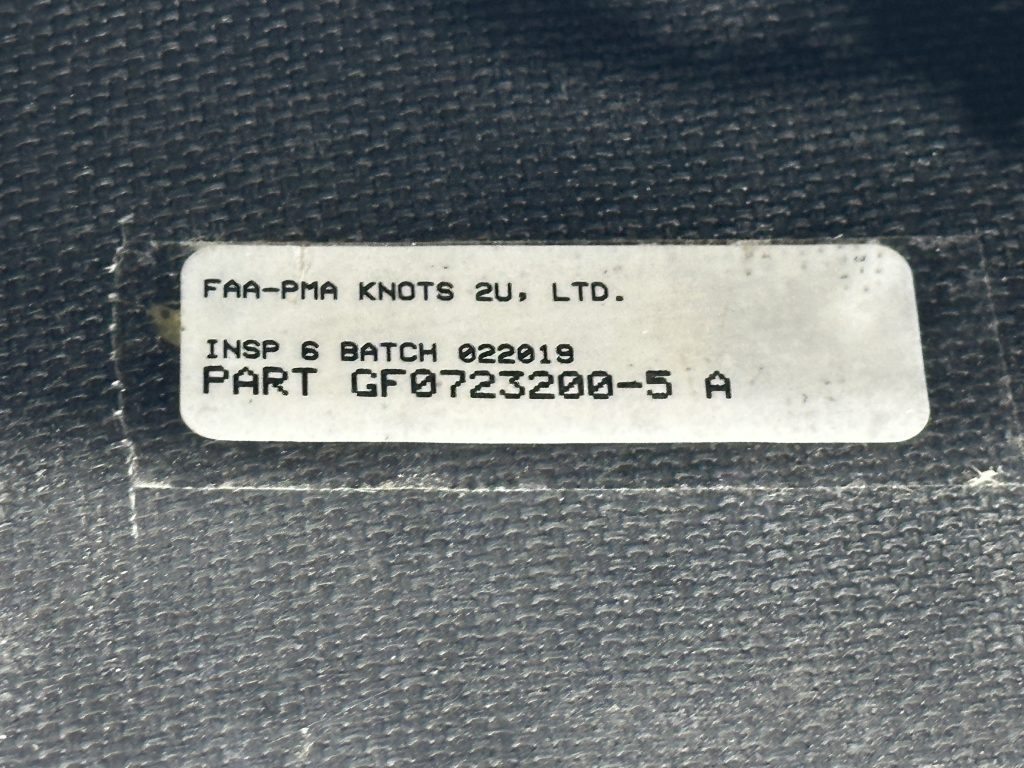 FAA-PMA KNOTS 2U, LTD.
INSP 6 BATCH 022019
PART GF0723200-5 A